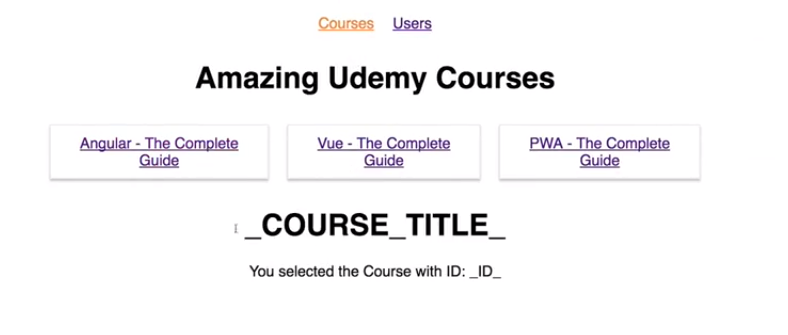 Courses Users
Amazing Udemy Courses
Angular - The Complete
Guide
Vue - The Complete
Guide
PWA - The Complete
Guide
_COURSE_TITLE_
You selected the Course with ID: _ID_